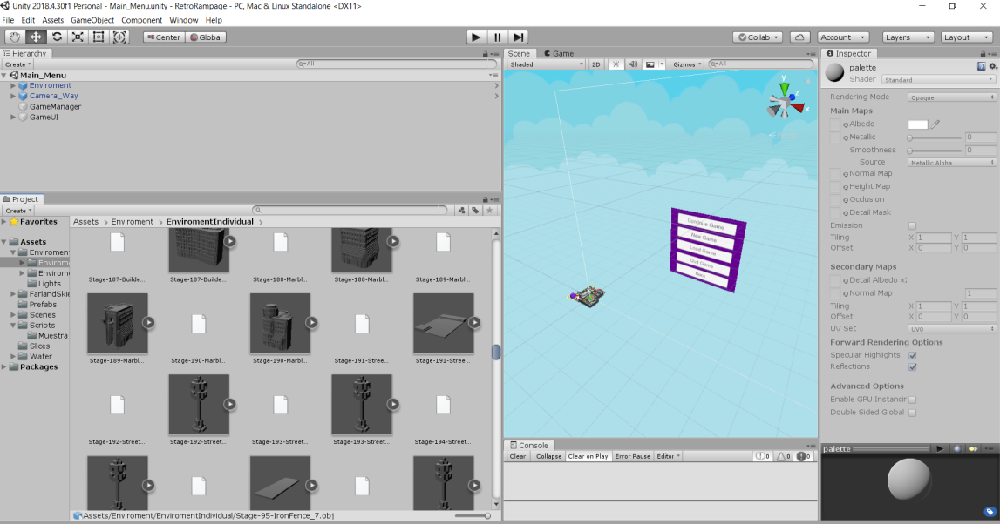 Unity 2018.4.30f1 Personal - Main_Menu.unity - RetroRampage - PC, Mac & Linux Standalone <DX11>
File Edit Assets GameObject Component Window Help
Center Global Collab Account Layers Layout
Hierarchy
Create All
Main_Menu
Enviroment
Camera_Way
GameManager
GameUI
Project
Create
Favorites
Assets
Enviromen
Envirom
Envirom
Lights
FarlandSkie
Prefabs
Scenes
Scripts
Muestra
Slices
Water
Packages
Assets > Enviroment > EnviromentIndividual >
Stage-187-Builde... Stage-187-Builde... Stage-188-Marbl... Stage-188-Marbl... Stage-189-Marbl...
Stage-189-Marbl... Stage-190-Marbl... Stage-190-Marbl... Stage-191-Stree... Stage-191-Stree...
Stage-192-Street... Stage-192-Street... Stage-193-Street... Stage-193-Street... Stage-194-Street...
Assets/Enviroment/EnviromentIndividual/Stage-95-IronFence_7.obj
Scene Game
Shaded 2D Gizmos All
y
z
x
Continue Game
New Game
Load Game
Quit Game
Console
Clear Collapse Clear on Play Error Pause Editor 0 0 0
Inspector
palette
Shader Standard
Rendering Mode Opaque
Main Maps
Albedo
Metallic 0
Smoothness 0
Source Metallic Alpha
Normal Map
Height Map
Occlusion
Detail Mask
Emission
Tiling X 1 Y 1
Offset X 0 Y 0
Secondary Maps
Detail Albedo x
Normal Map 1
Tiling X 1 Y 1
Offset X 0 Y 0
UV Set UV0
Forward Rendering Options
Specular Highlights
Reflections
Advanced Options
Enable GPU Instancin
Double Sided Global
palette